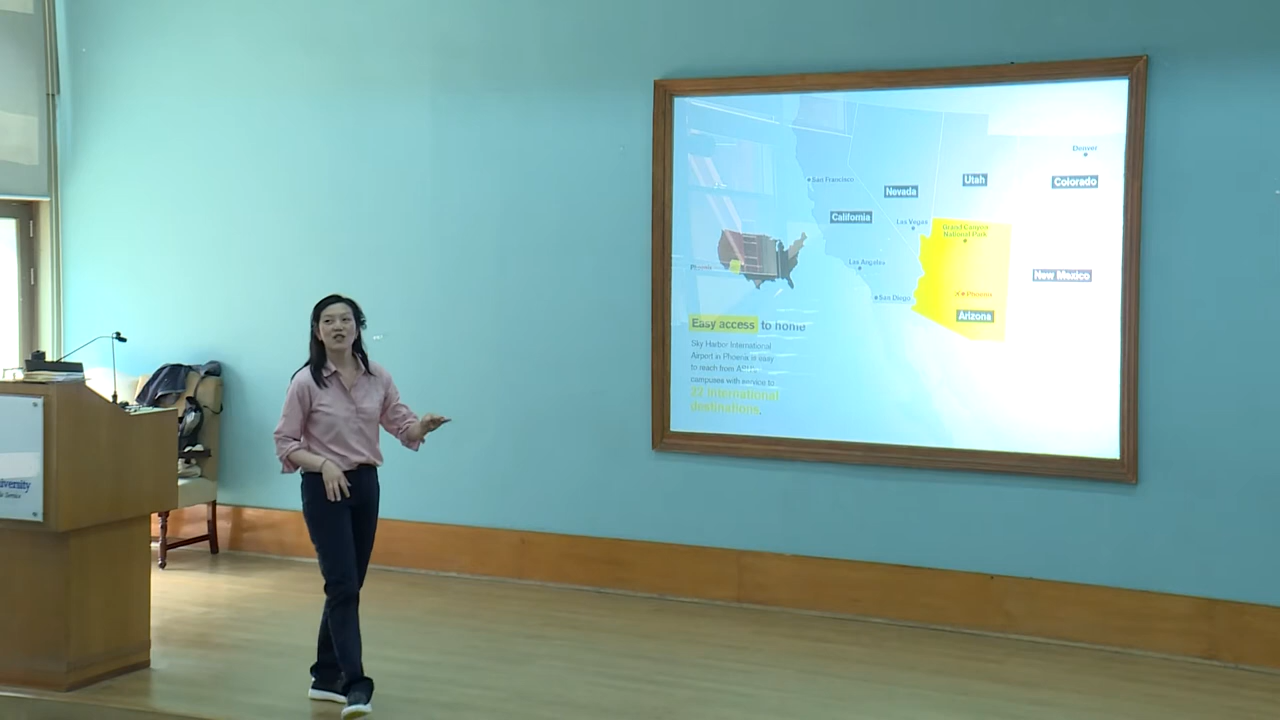 Denver
San Francisco
Utah
Colorado
Nevada
California
Las Vegas
Grand Canyon
National Park
Los Angeles
Phoenix
New Mexico
San Diego
Phoenix
Arizona
Easy access to home
Sky Harbor International
Airport in Phoenix is easy
to reach from ASU's
campuses with service to
22 international
destinations.